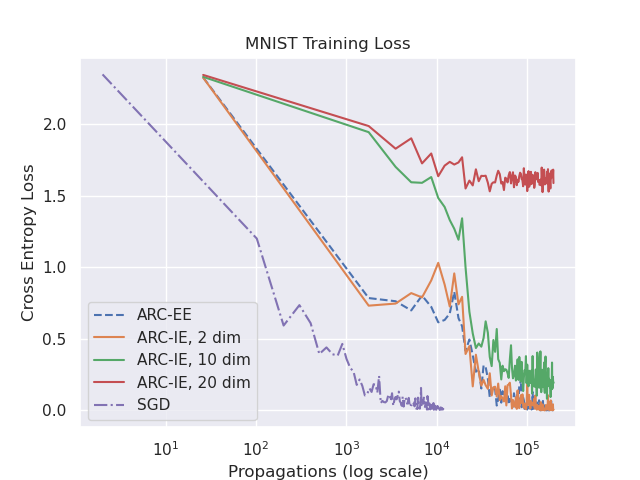 MNIST Training Loss
Cross Entropy Loss
2.0
1.5
1.0
0.5
0.0
ARC-EE
ARC-IE, 2 dim
ARC-IE, 10 dim
ARC-IE, 20 dim
SGD
10¹
10²
10³
10⁴
10⁵
Propagations (log scale)